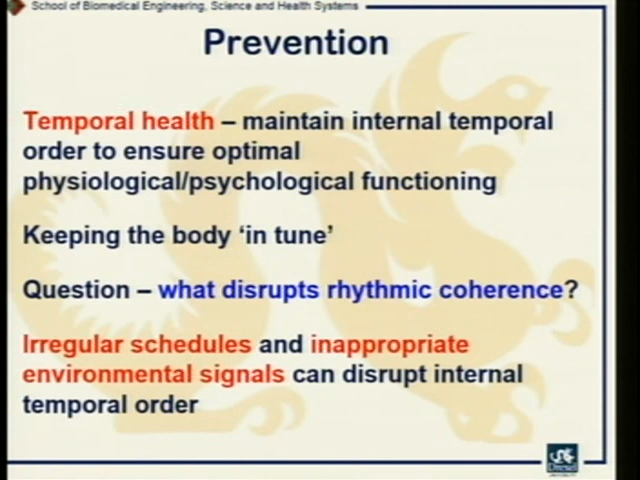 School of Biomedical Engineering, Science and Health Systems
Prevention
Temporal health – maintain internal temporal
order to ensure optimal
physiological/psychological functioning
Keeping the body ‘in tune’
Question – what disrupts rhythmic coherence?
Irregular schedules and inappropriate
environmental signals can disrupt internal
temporal order
Drexel